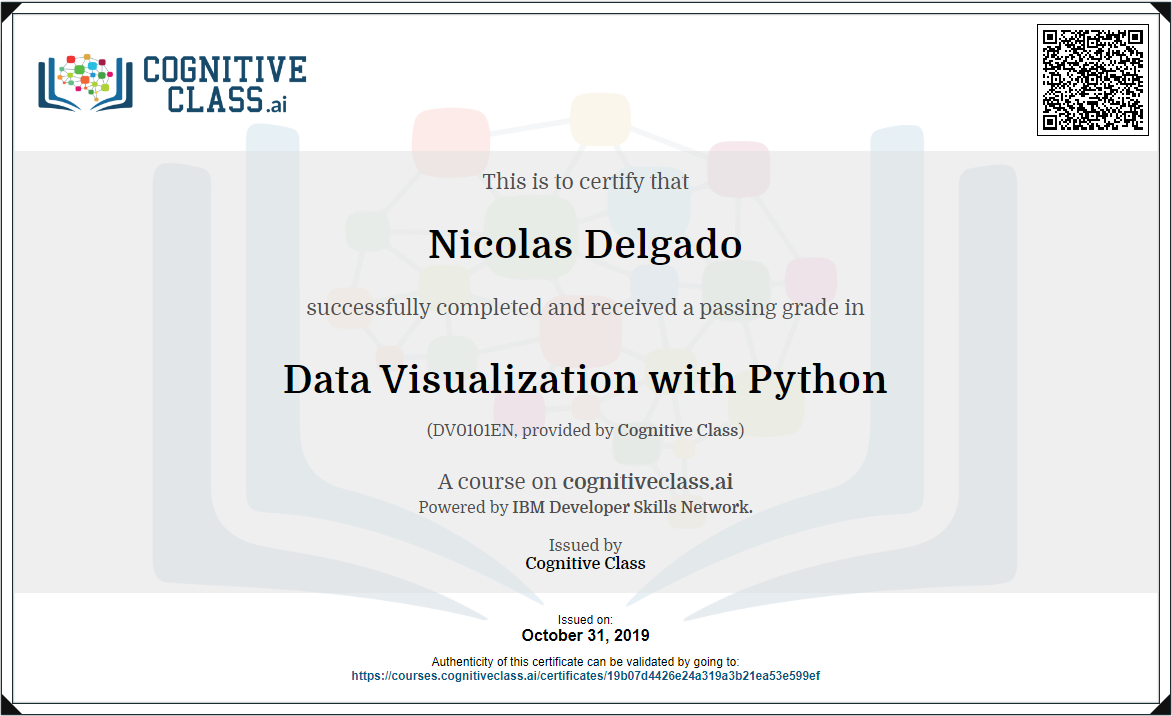 COGNITIVE
CLASS.ai
This is to certify that
Nicolas Delgado
successfully completed and received a passing grade in
Data Visualization with Python
(DV0101EN, provided by Cognitive Class)
A course on cognitiveclass.ai
Powered by IBM Developer Skills Network.
Issued by
Cognitive Class
Issued on:
October 31, 2019
Authenticity of this certificate can be validated by going to:
https://courses.cognitiveclass.ai/certificates/19b07d4426e24a319a3b21ea53e599ef